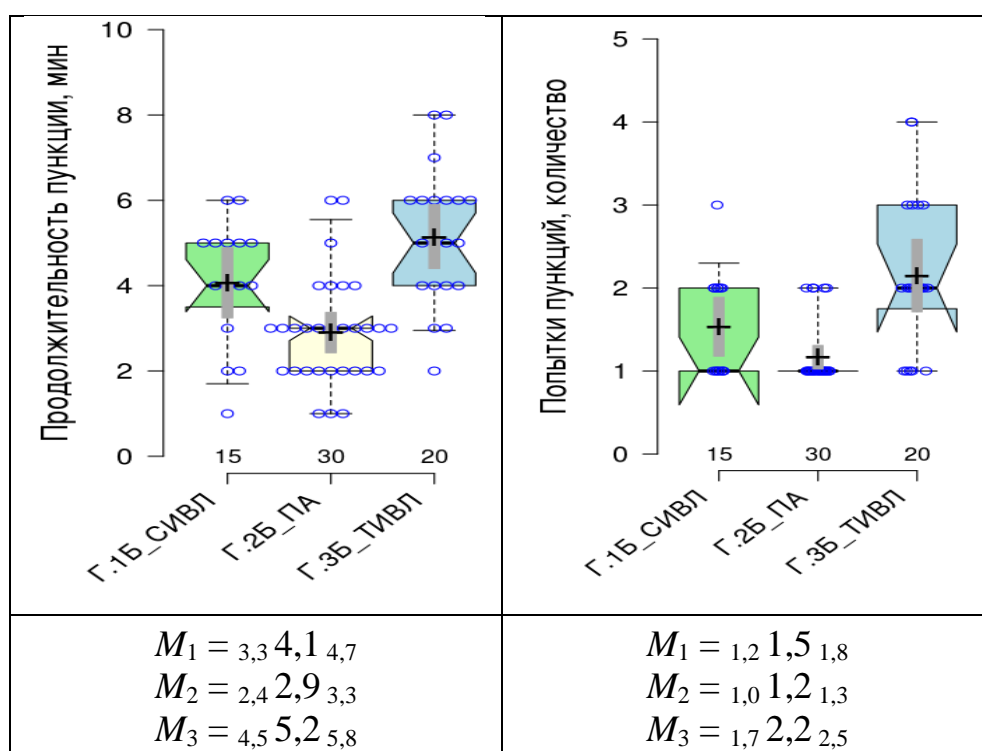 Продолжительность пункции, мин
10
8
6
4
2
0
15
30
20
Г.1Б_СИВЛ
Г.2Б_ПА
Г.3Б_ТИВЛ
Попытки пункций, количество
5
4
3
2
1
0
15
30
20
Г.1Б_СИВЛ
Г.2Б_ПА
Г.3Б_ТИВЛ
M1 = 3,3 4,1 4,7
M2 = 2,4 2,9 3,3
M3 = 4,5 5,2 5,8
M1 = 1,2 1,5 1,8
M2 = 1,0 1,2 1,3
M3 = 1,7 2,2 2,5